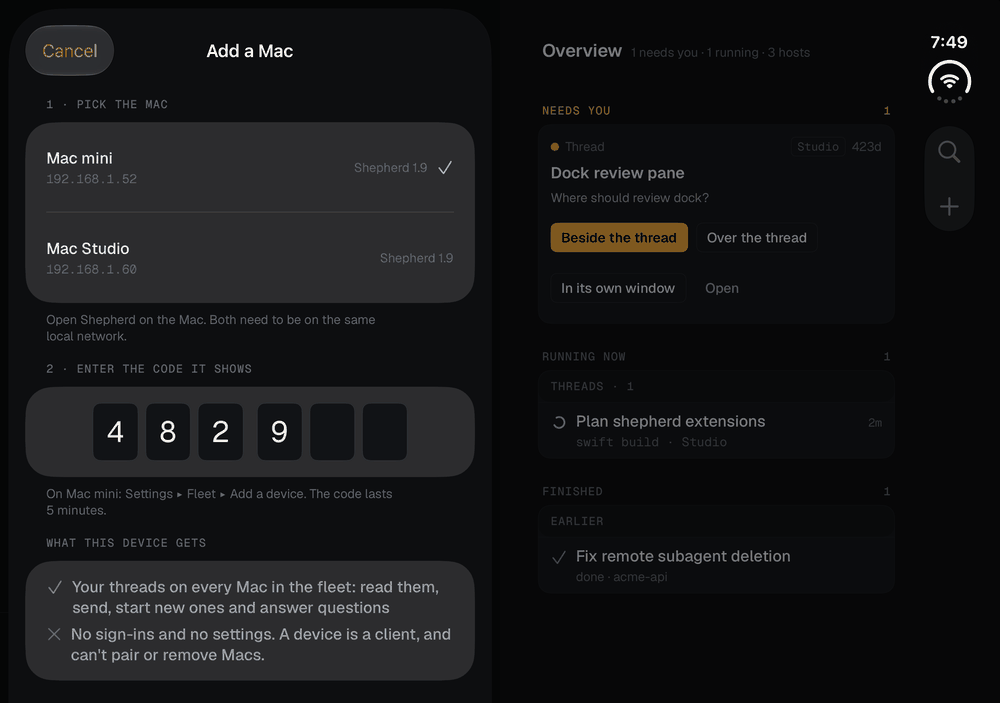 Cancel
Add a Mac
1 · PICK THE MAC
Mac mini
192.168.1.52
Shepherd 1.9
Mac Studio
192.168.1.60
Shepherd 1.9
Open Shepherd on the Mac. Both need to be on the same
local network.
2 · ENTER THE CODE IT SHOWS
4 8 2 9
On Mac mini: Settings ▸ Fleet ▸ Add a device. The code lasts
5 minutes.
WHAT THIS DEVICE GETS
Your threads on every Mac in the fleet: read them,
send, start new ones and answer questions
No sign-ins and no settings. A device is a client, and
can't pair or remove Macs.
Overview 1 needs you · 1 running · 3 hosts
NEEDS YOU 1
Thread Studio 423d
Dock review pane
Where should review dock?
Beside the thread Over the thread
In its own window Open
RUNNING NOW 1
THREADS · 1
Plan shepherd extensions 2m
swift build · Studio
FINISHED 1
EARLIER
Fix remote subagent deletion
done · acme-api
7:49